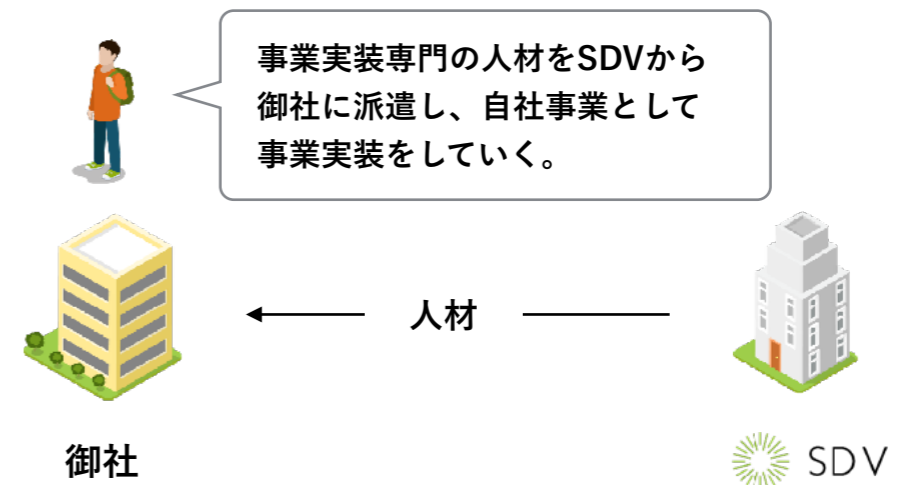 事業実装専門の人材をSDVから
御社に派遣し、自社事業として
事業実装をしていく。
人材
御社
SDV